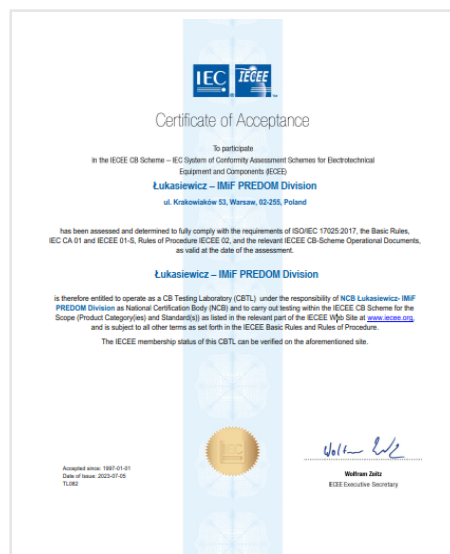 IEC IECEE
Certificate of Acceptance
To participate
in the IECEE CB Scheme – IEC System of Conformity Assessment Schemes for Electrotechnical
Equipment and Components (IECEE)
Łukasiewicz – IMiF PREDOM Division
ul. Krakowiaków 53, Warsaw, 02-255, Poland
has been assessed and determined to fully comply with the requirements of ISO/IEC 17025:2017, the Basic Rules,
IEC CA 01 and IECEE 01-S, Rules of Procedure IECEE 02, and the relevant IECEE CB-Scheme Operational Documents,
as valid at the date of the assessment.
Łukasiewicz – IMiF PREDOM Division
is therefore entitled to operate as a CB Testing Laboratory (CBTL) under the responsibility of NCB Łukasiewicz- IMiF
PREDOM Division as National Certification Body (NCB) and to carry out testing within the IECEE CB Scheme for the
Scope (Product Category(ies) and Standard(s)) as listed in the relevant part of the IECEE Web Site at www.iecee.org,
and is subject to all other terms as set forth in the IECEE Basic Rules and Rules of Procedure.
The IECEE membership status of this CBTL can be verified on the aforementioned site.
IEC
Accepted since: 1997-01-01
Date of Issue: 2023-07-05
TL082
Wolfram Zeitz
IECEE Executive Secretary